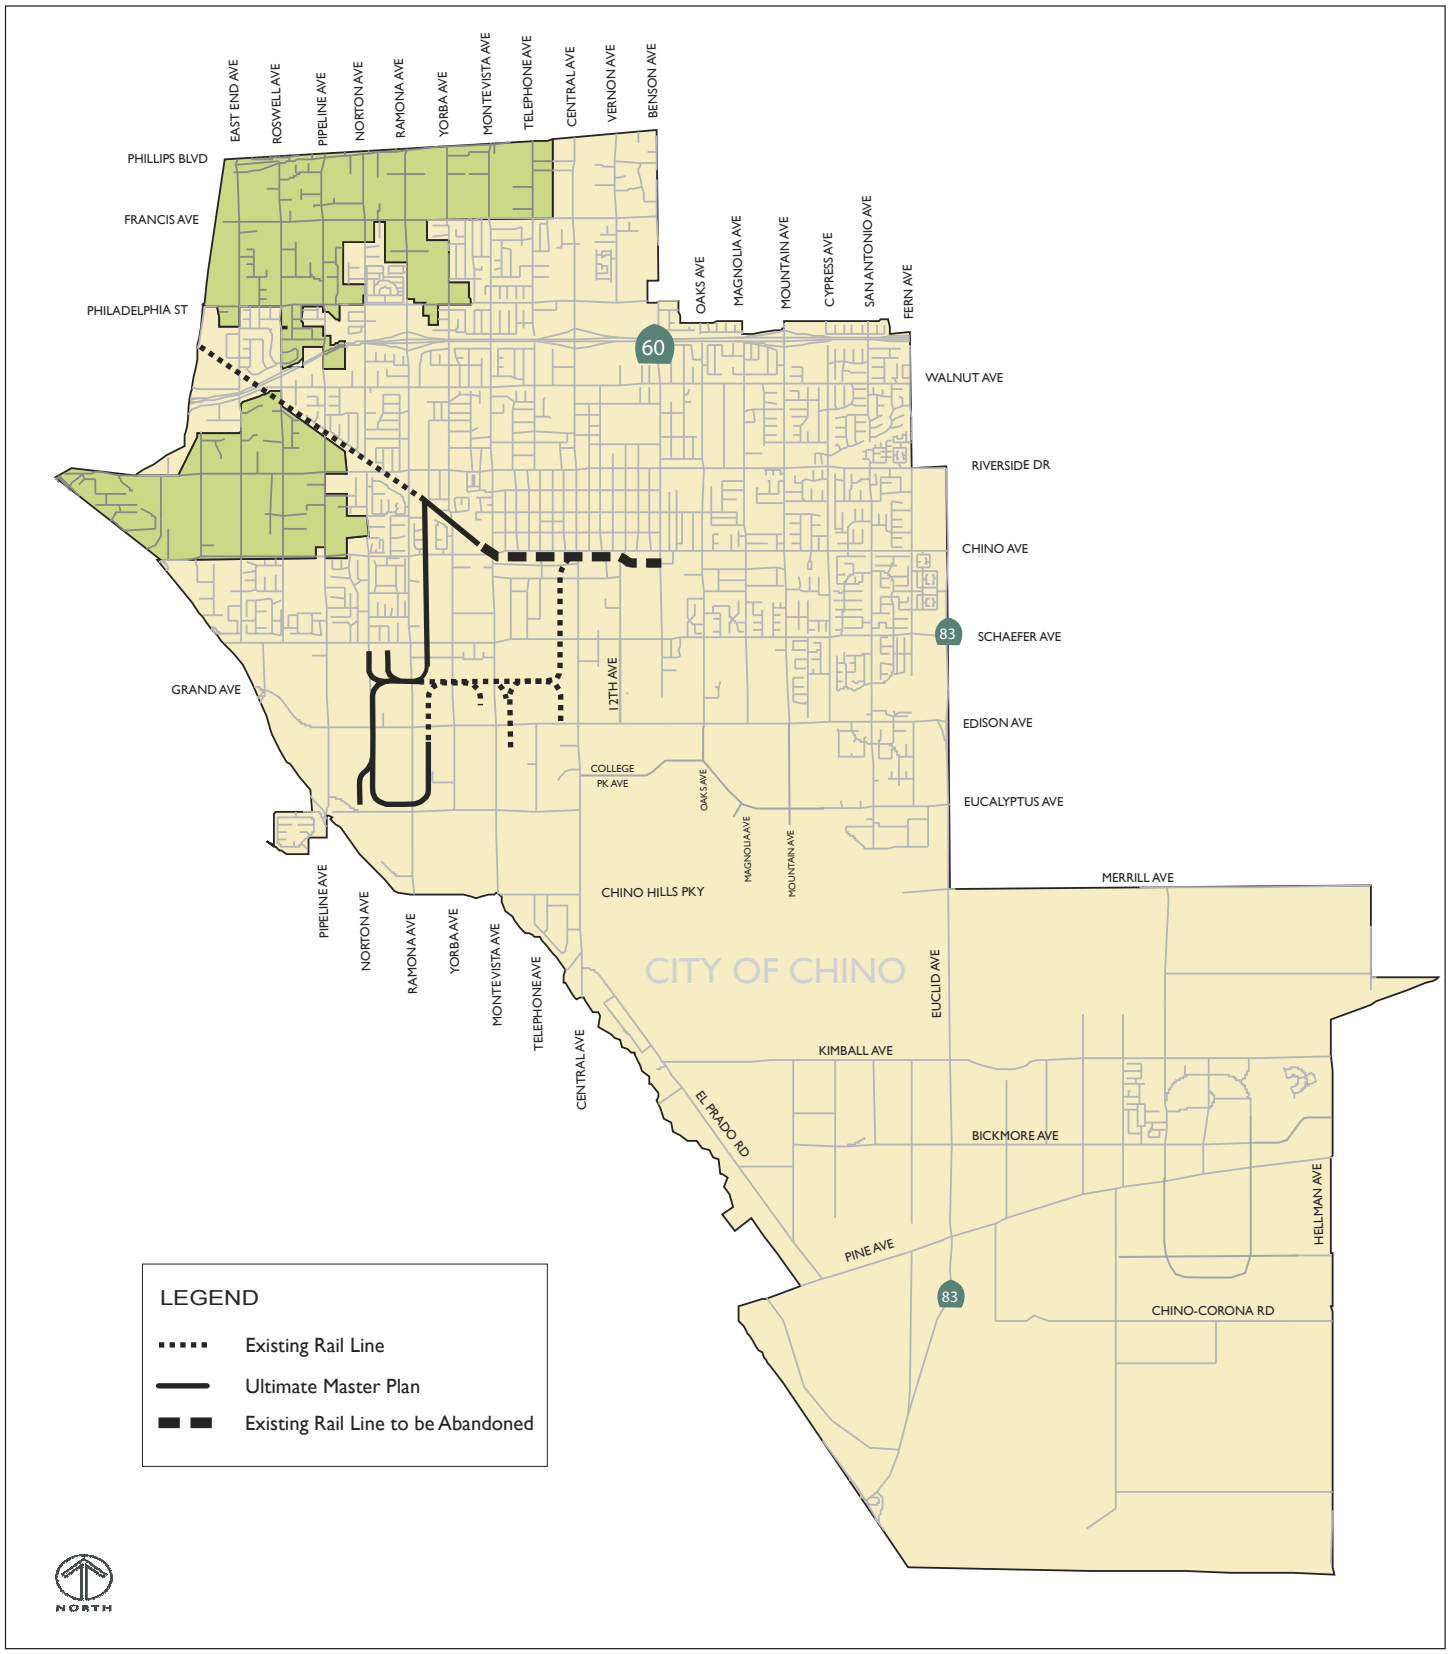 EAST END AVE
ROSWELL AVE
PIPELINE AVE
NORTON AVE
RAMONA AVE
YORBA AVE
MONTEVISTA AVE
TELEPHONE AVE
CENTRAL AVE
VERNON AVE
BENSON AVE
PHILLIPS BLVD
FRANCIS AVE
PHILADELPHIA ST
OAKS AVE
MAGNOLIA AVE
MOUNTAIN AVE
CYPRESS AVE
SAN ANTONIO AVE
FERN AVE
60
WALNUT AVE
RIVERSIDE DR
CHINO AVE
83
SCHAEFER AVE
GRAND AVE
12TH AVE
EDISON AVE
COLLEGE
PK AVE
OAKS AVE
MAGNOLIA AVE
MOUNTAIN AVE
EUCALYPTUS AVE
MERRILL AVE
CHINO HILLS PKY
PIPELINE AVE
NORTON AVE
RAMONA AVE
YORBA AVE
MONTEVISTA AVE
TELEPHONE AVE
CENTRAL AVE
CITY OF CHINO
EUCLID AVE
KIMBALL AVE
EL PRADO RD
BICKMORE AVE
HELLMAN AVE
PINE AVE
83
CHINO-CORONA RD
LEGEND
Existing Rail Line
Ultimate Master Plan
Existing Rail Line to be Abandoned
NORTH